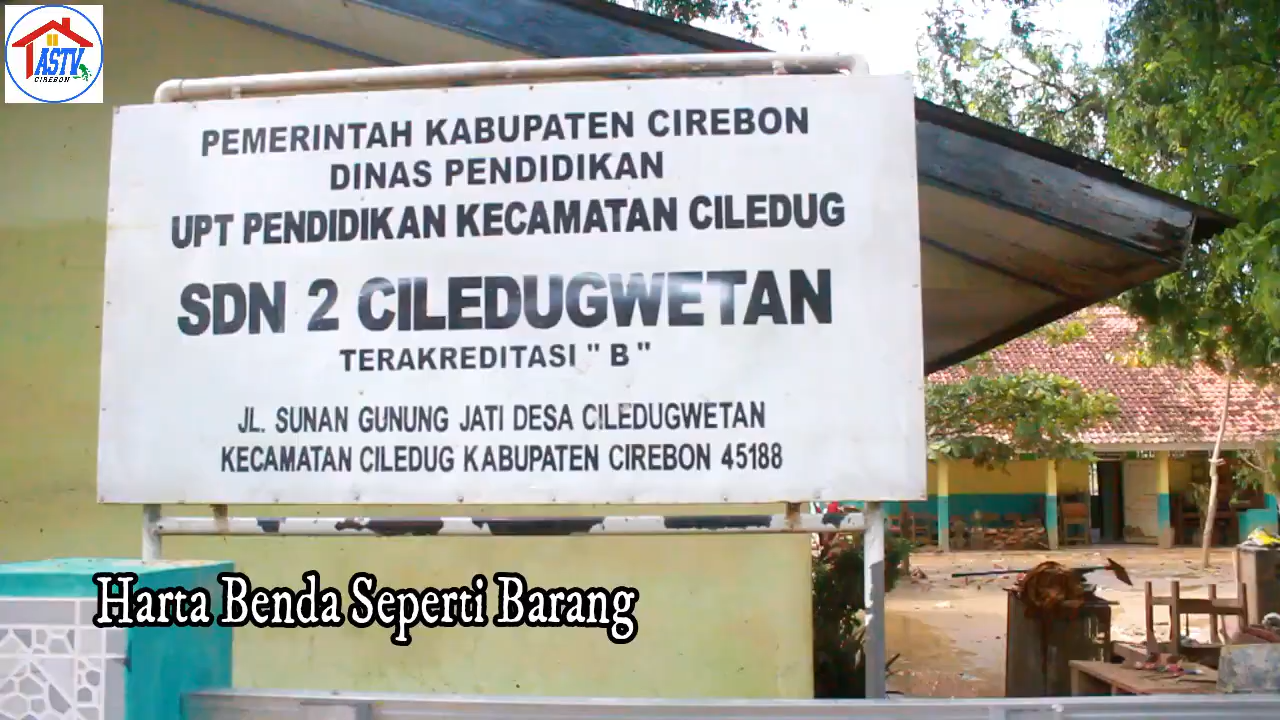 ASTV
CIREBON
PEMERINTAH KABUPATEN CIREBON
DINAS PENDIDIKAN
UPT PENDIDIKAN KECAMATAN CILEDUG
SDN 2 CILEDUGWETAN
TERAKREDITASI " B "
JL. SUNAN GUNUNG JATI DESA CILEDUGWETAN
KECAMATAN CILEDUG KABUPATEN CIREBON 45188
Harta Benda Seperti Barang